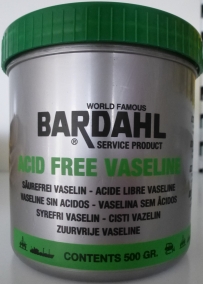 WORLD FAMOUS
BARDAHL
® SERVICE PRODUCT
ACID FREE VASELINE
SÄUREFREI VASELIN - ACIDE LIBRE VASELINE
VASELINE SIN ACIDOS - VASELINA SEM ÁCIDOS
SYREFRI VASELIN - CISTI VAZELIN
ZUURVRIJE VASELINE
CONTENTS 500 GR.